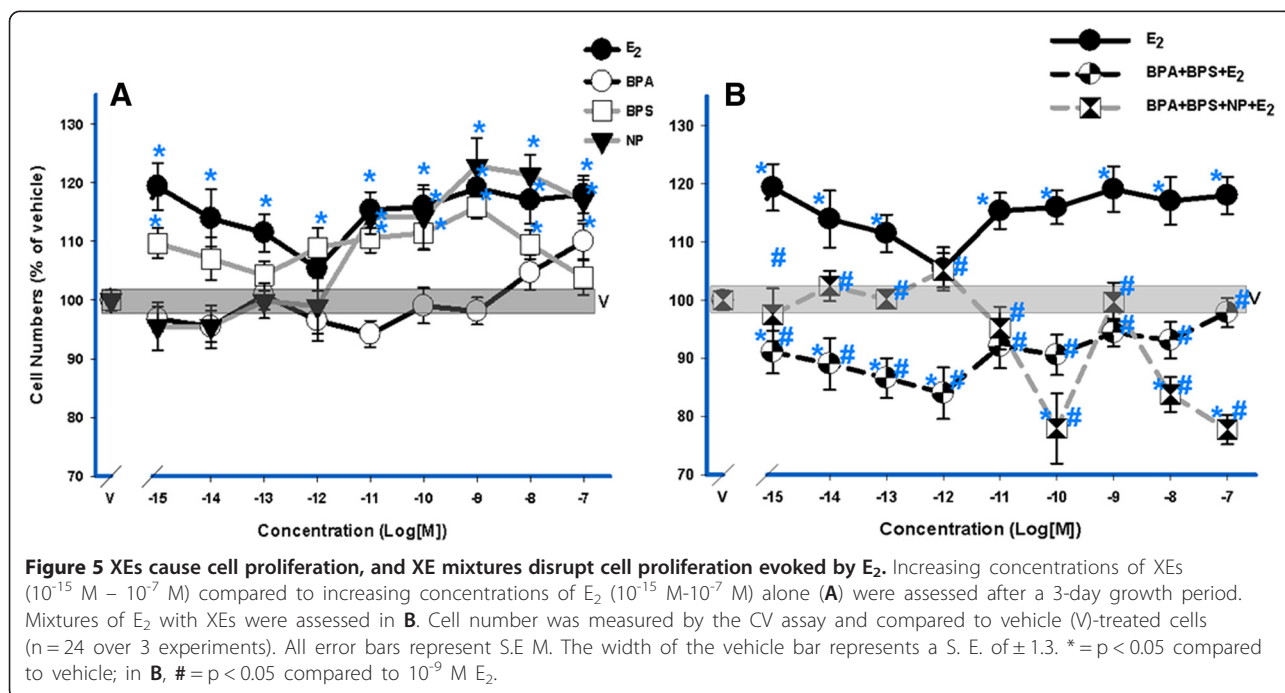 A
E2
BPA
BPS
NP
Cell Numbers (% of vehicle)
130
120
110
100
90
80
70
V
V -15 -14 -13 -12 -11 -10 -9 -8 -7
Concentration (Log[M])
* * * * * * * * * * * * * * * * * * *
B
E2
BPA+BPS+E2
BPA+BPS+NP+E2
130
120
110
100
90
80
70
V
V -15 -14 -13 -12 -11 -10 -9 -8 -7
Concentration (Log[M])
Figure 5 XEs cause cell proliferation, and XE mixtures disrupt cell proliferation evoked by E2. Increasing concentrations of XEs
(10-15 M – 10-7 M) compared to increasing concentrations of E2 (10-15 M-10-7 M) alone (A) were assessed after a 3-day growth period.
Mixtures of E2 with XEs were assessed in B. Cell number was measured by the CV assay and compared to vehicle (V)-treated cells
(n = 24 over 3 experiments). All error bars represent S.E M. The width of the vehicle bar represents a S. E. of ± 1.3. * = p < 0.05 compared
to vehicle; in B, # = p < 0.05 compared to 10-9 M E2.